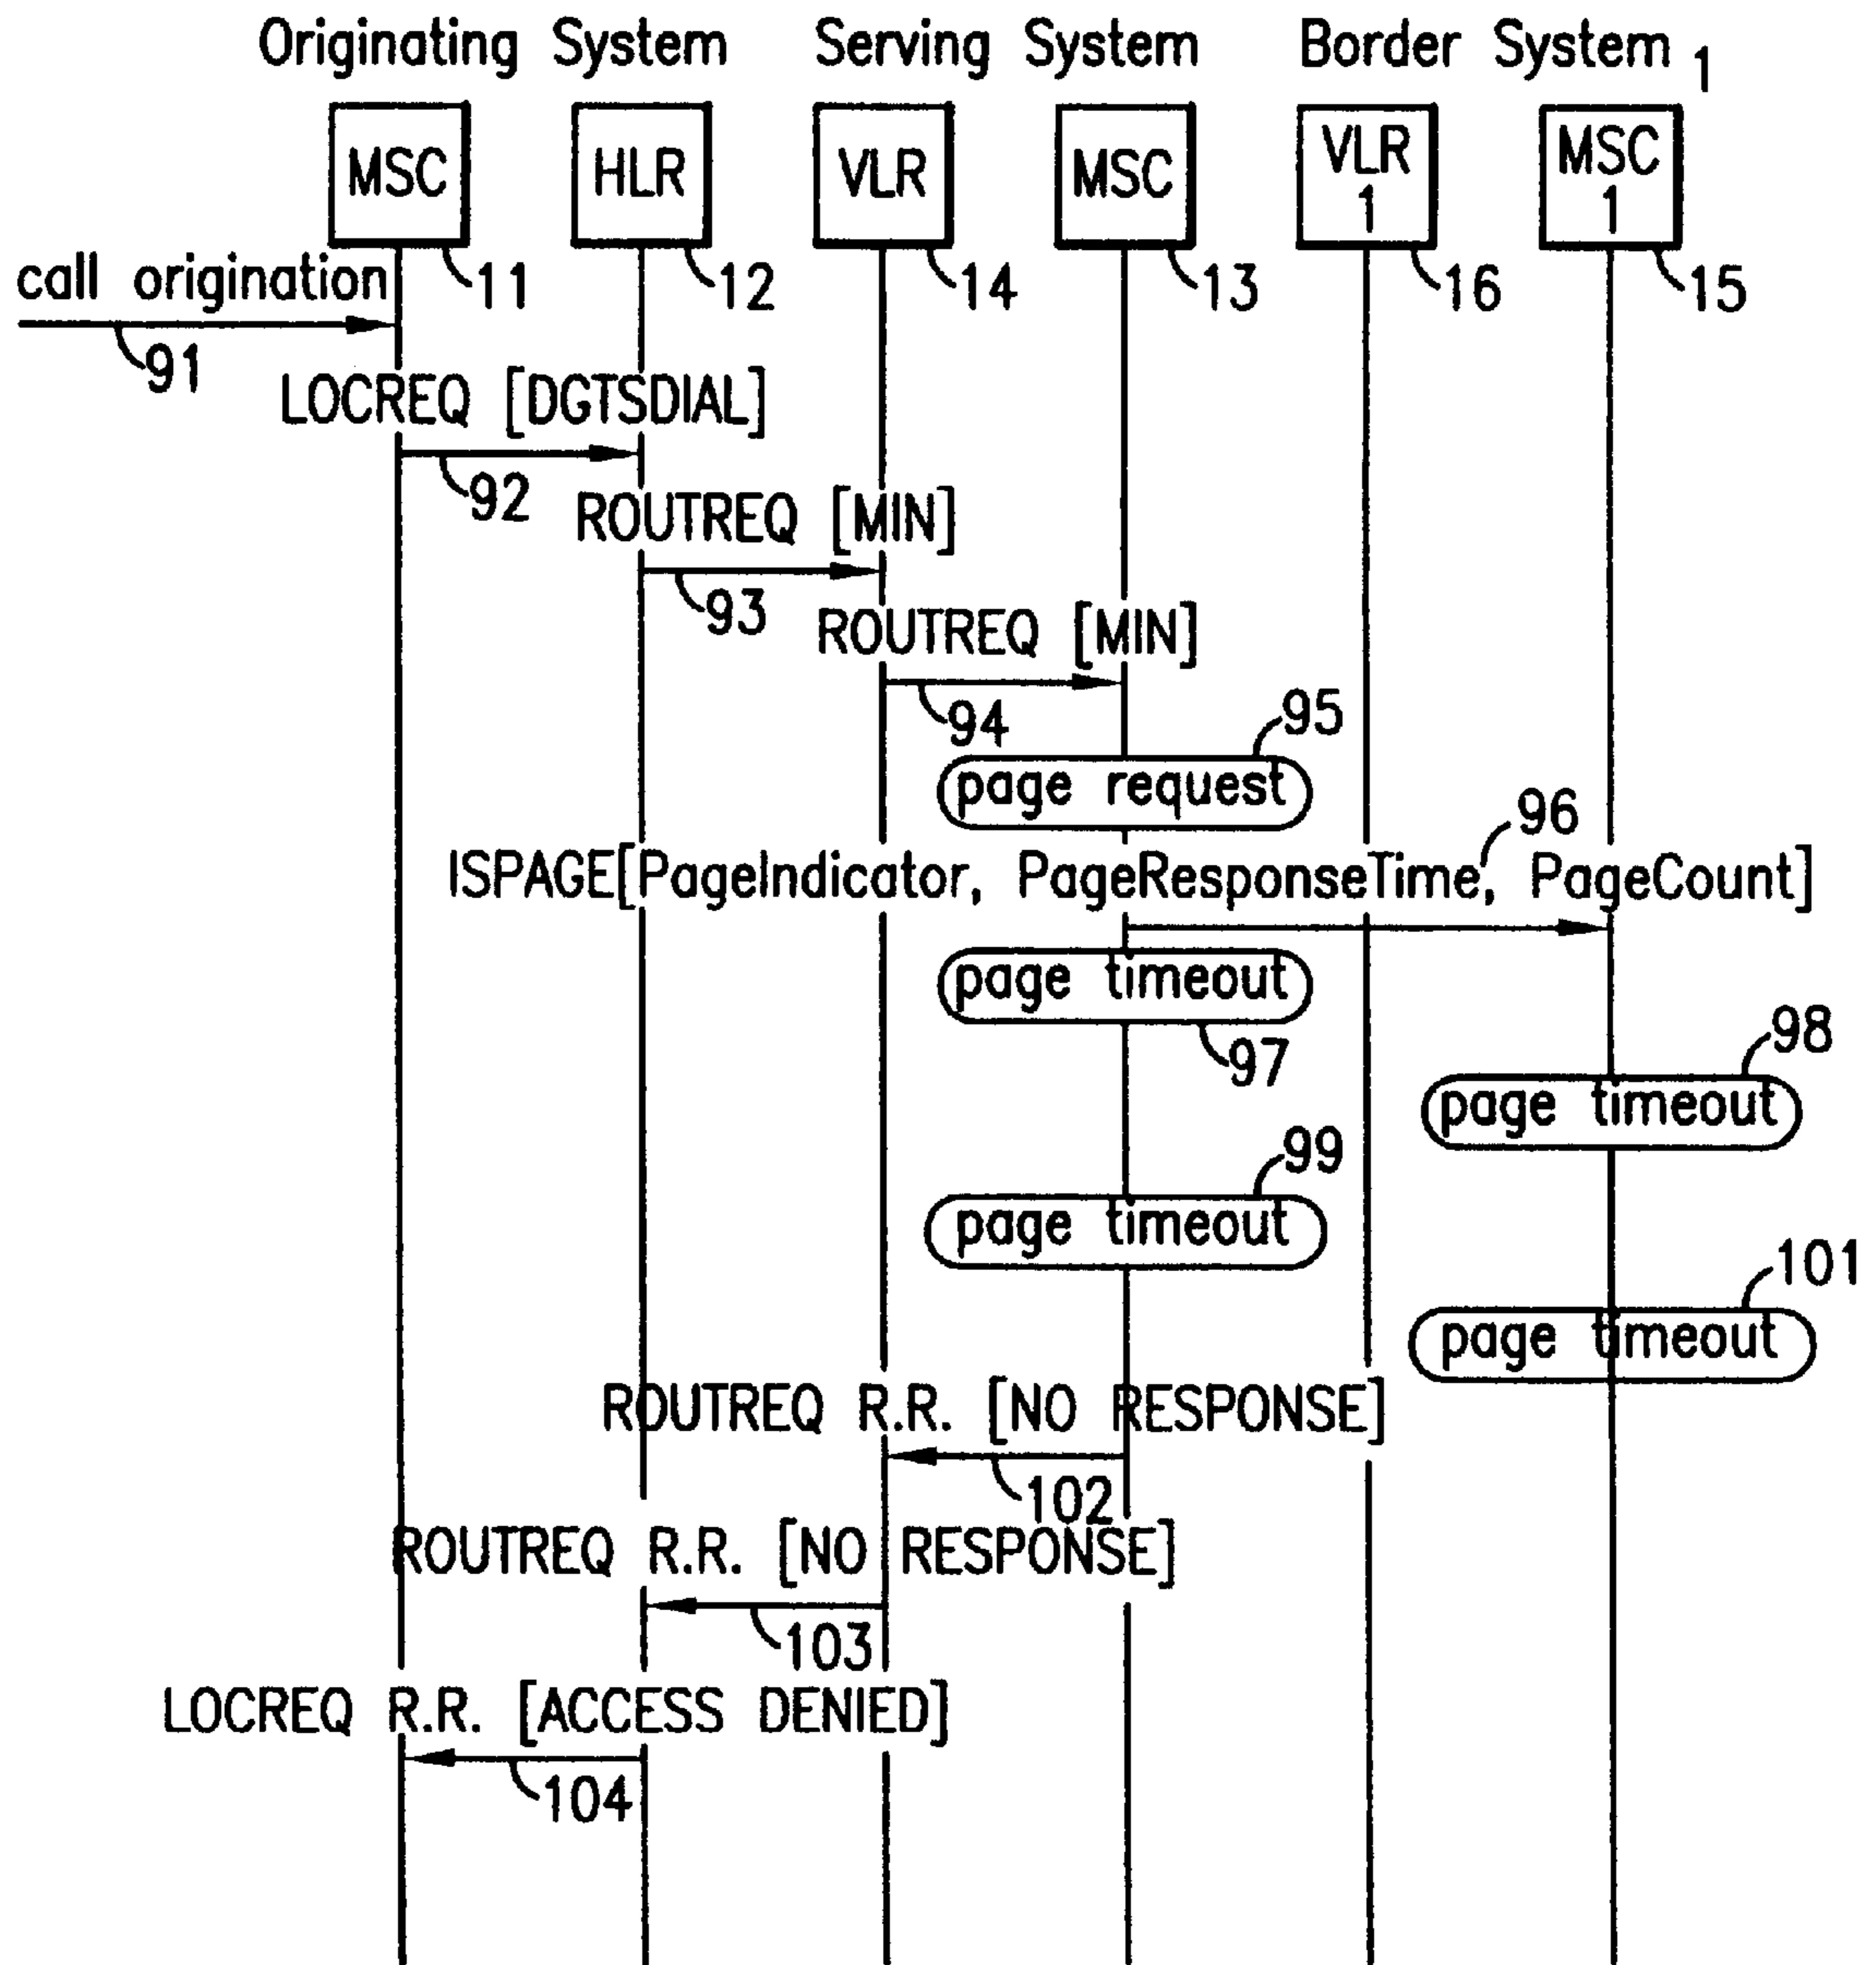 Originating System Serving System Border System 1
MSC HLR VLR MSC VLR 1 MSC 1
11 12 14 13 16 15
call origination
91
LOCREQ [DGTSDIAL]
92
ROUTREQ [MIN]
93
ROUTREQ [MIN]
94
95
page request
96
ISPAGE[PageIndicator, PageResponseTime, PageCount]
page timeout
97
98
page timeout
99
page timeout
101
page timeout
ROUTREQ R.R. [NO RESPONSE]
102
ROUTREQ R.R. [NO RESPONSE]
103
LOCREQ R.R. [ACCESS DENIED]
104